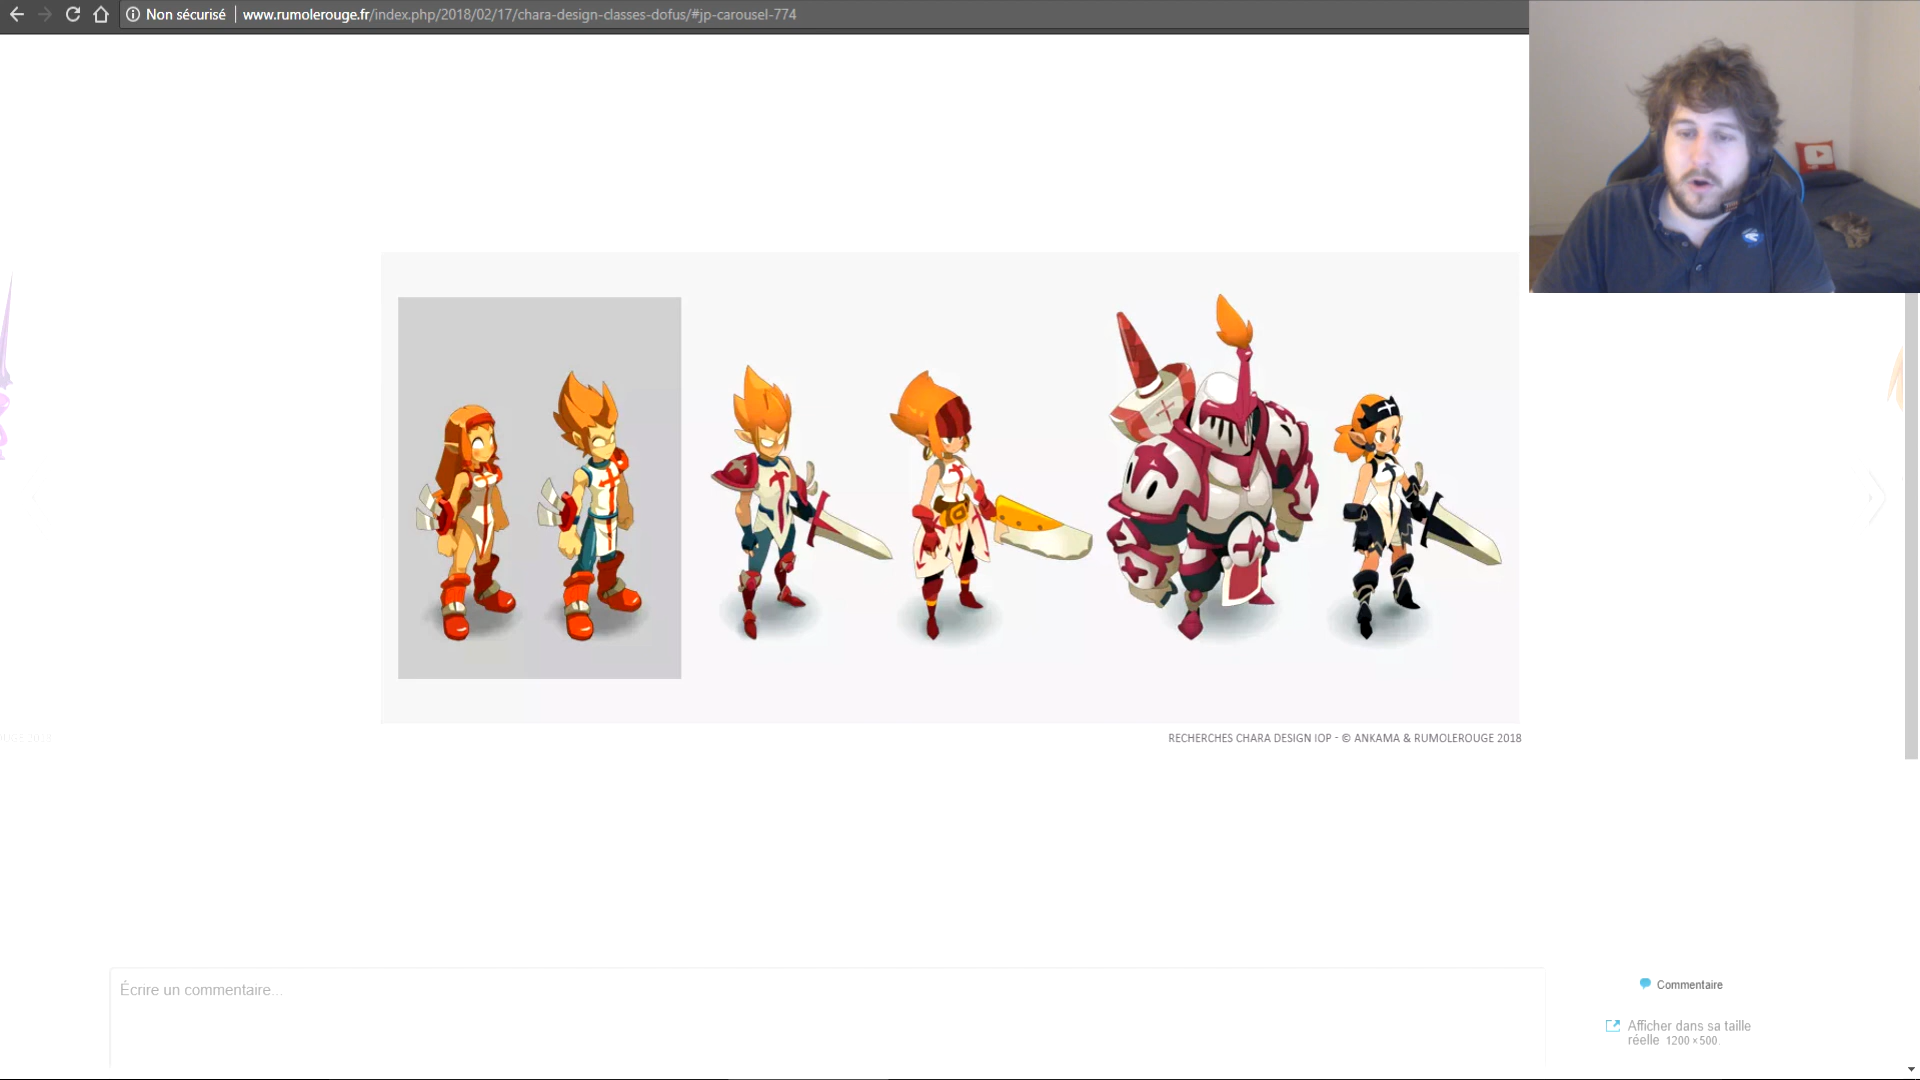 Non sécurisé www.rumolerouge.fr/index.php/2018/02/17/chara-design-classes-dofus/#jp-carousel-774
RECHERCHES CHARA DESIGN IOP - © ANKAMA & RUMOLEROUGE 2018
Écrire un commentaire...
Commentaire
Afficher dans sa taille
réelle 1200 × 500.